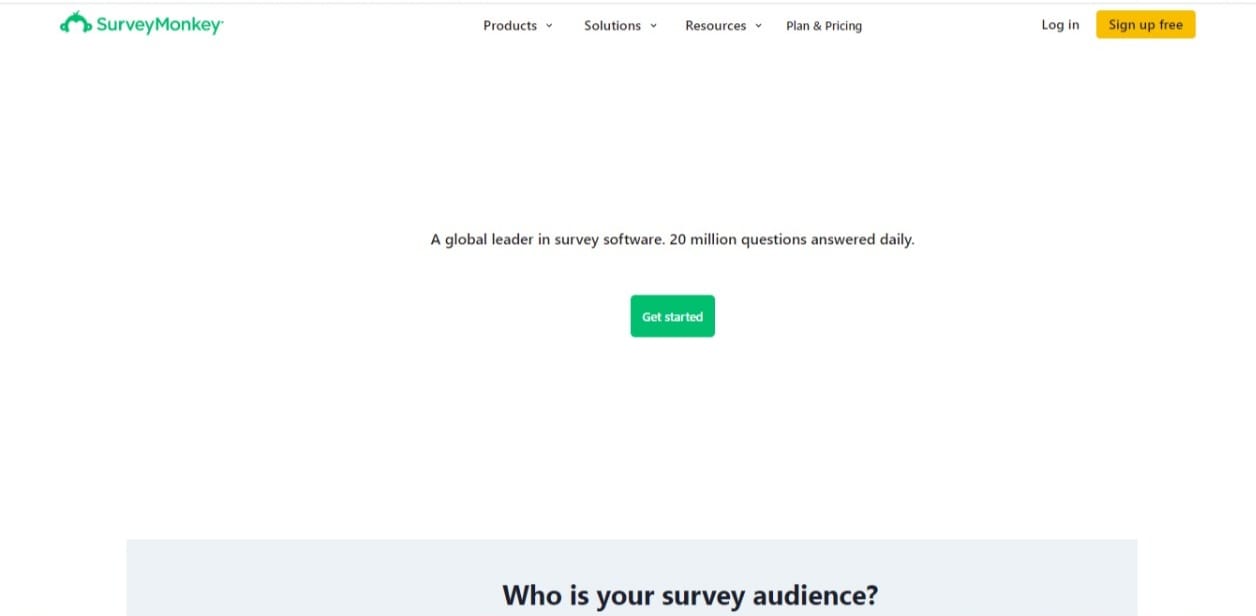 SurveyMonkey
Products
Solutions
Resources
Plan & Pricing
Log in
Sign up free
A global leader in survey software. 20 million questions answered daily.
Get started
Who is your survey audience?